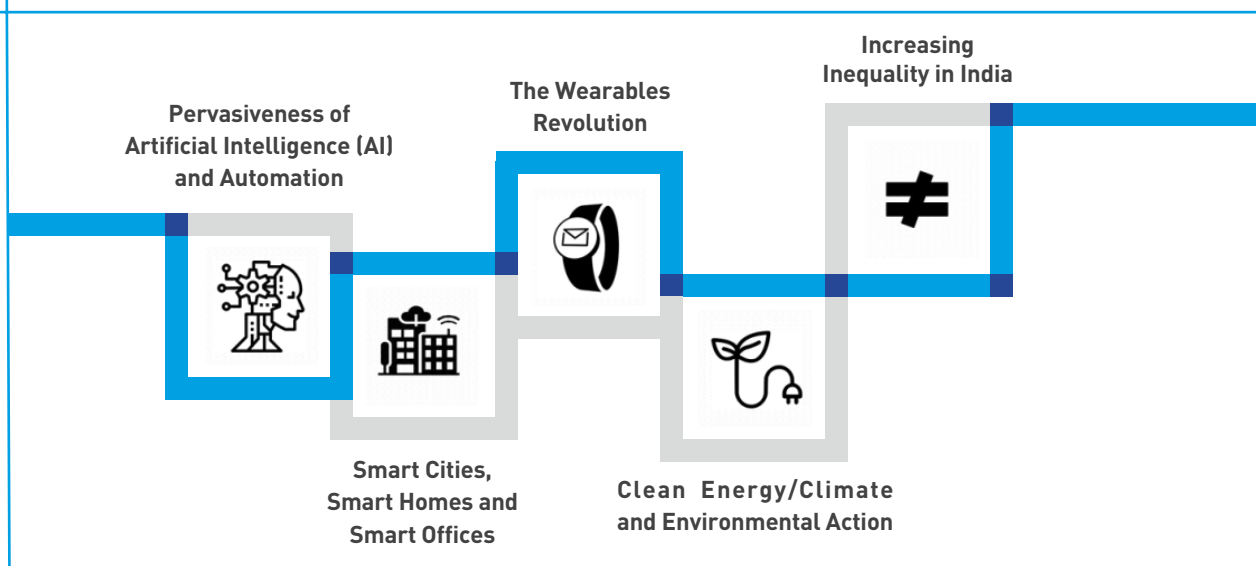 Pervasiveness of
Artificial Intelligence (AI)
and Automation
Smart Cities,
Smart Homes and
Smart Offices
The Wearables
Revolution
Clean Energy/Climate
and Environmental Action
Increasing
Inequality in India